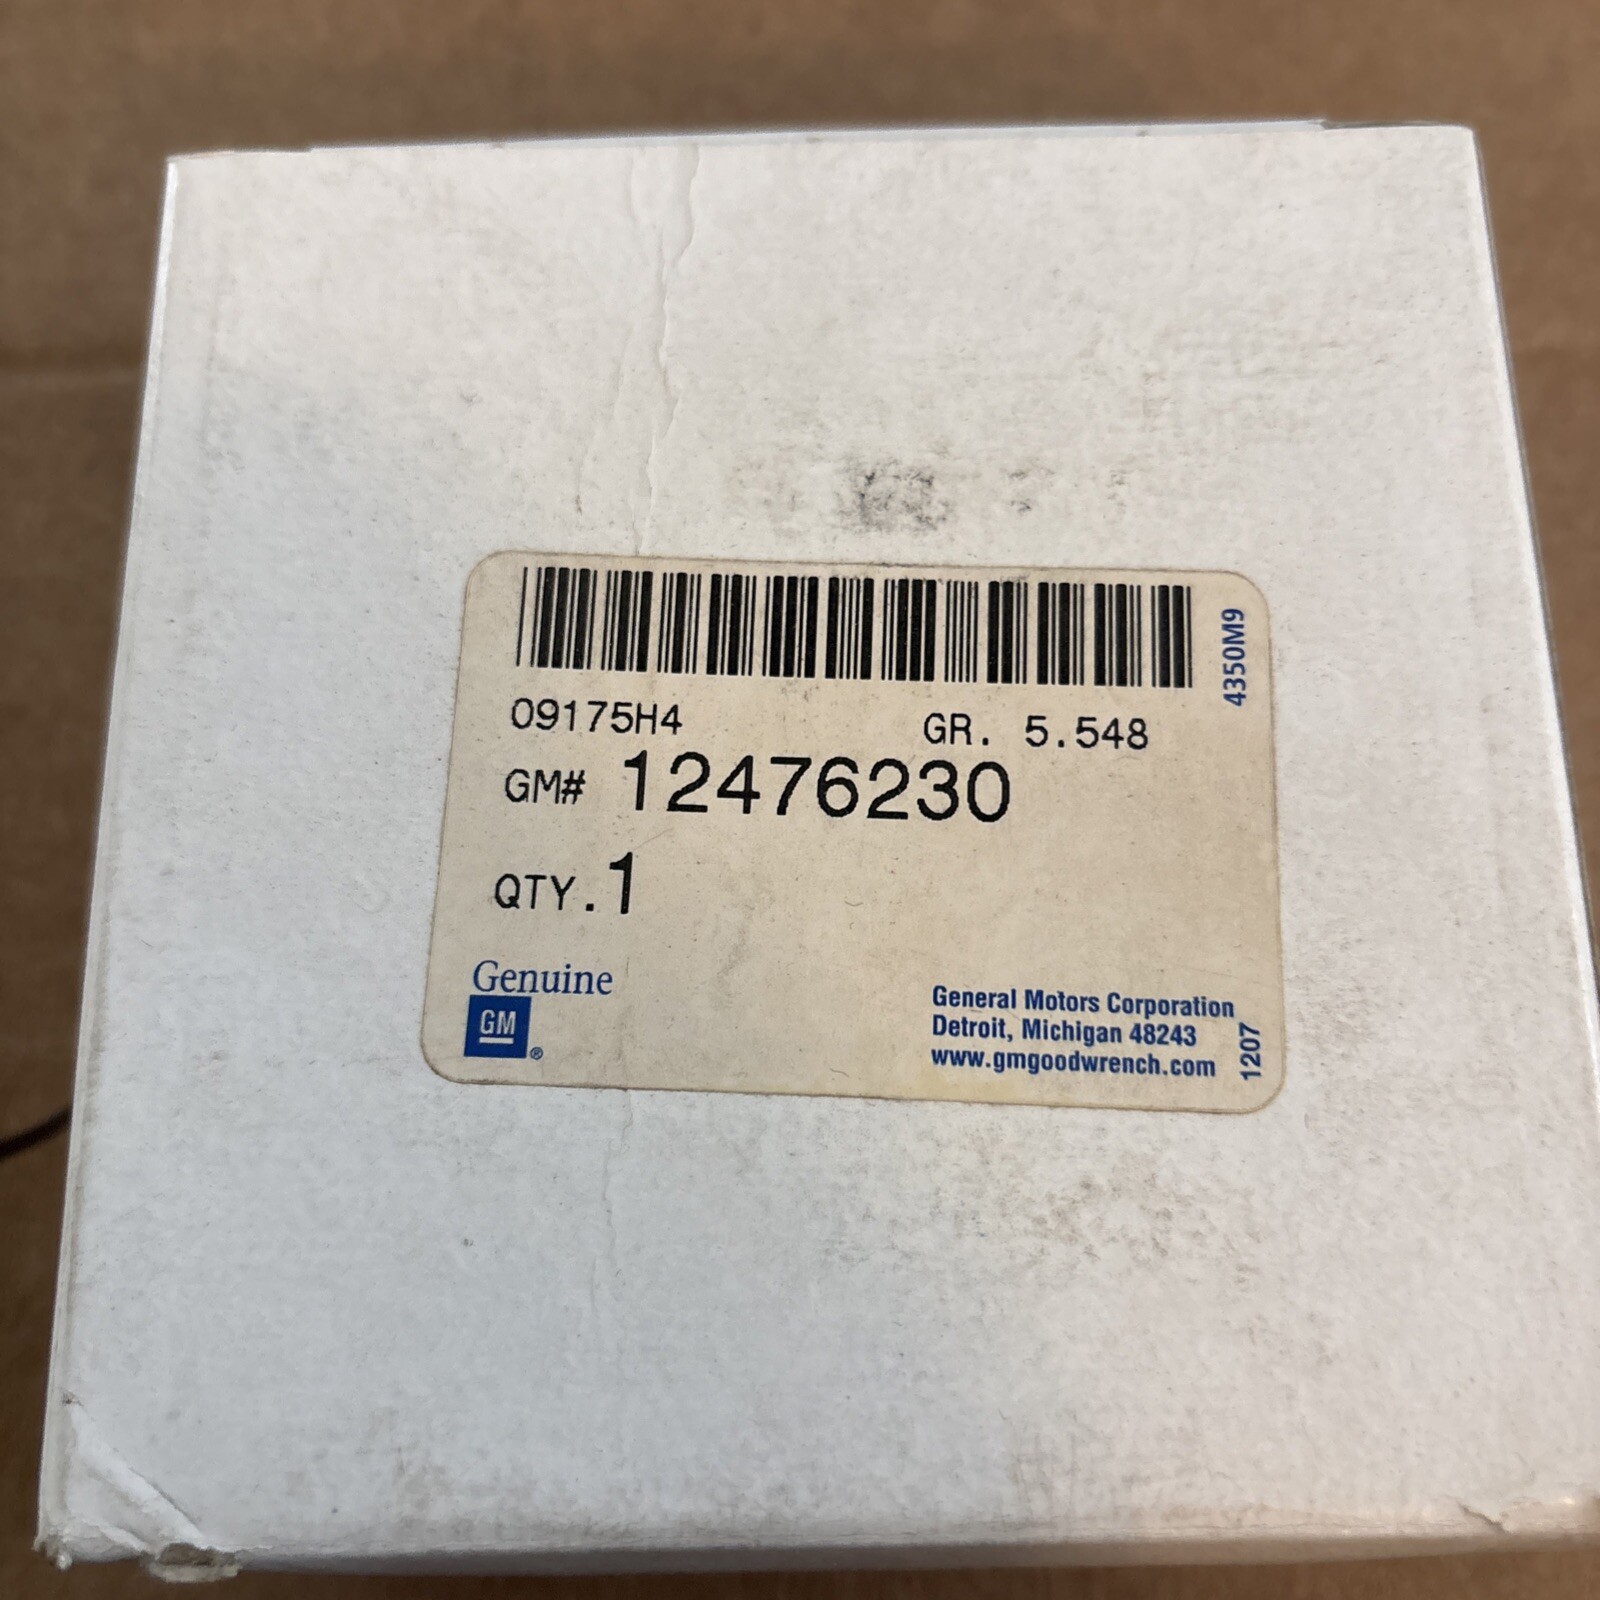 4350M9
09175H4 GR. 5.548
GM# 12476230
QTY. 1
Genuine
GM ®
General Motors Corporation
Detroit, Michigan 48243
www.gmgoodwrench.com
1207